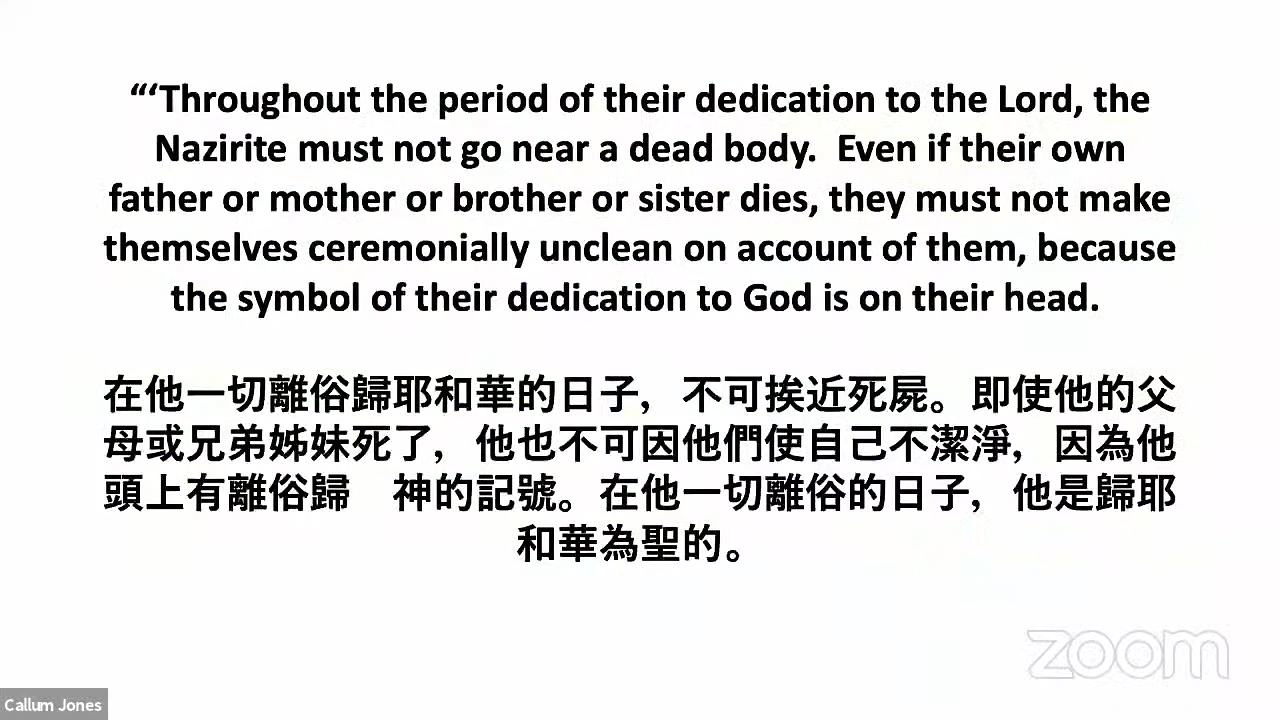 “‘Throughout the period of their dedication to the Lord, the
Nazirite must not go near a dead body.  Even if their own
father or mother or brother or sister dies, they must not make
themselves ceremonially unclean on account of them, because
the symbol of their dedication to God is on their head.
在他一切離俗歸耶和華的日子，不可挨近死屍。即使他的父
母或兄弟姊妹死了，他也不可因他們使自己不潔淨，因為他
頭上有離俗歸　神的記號。在他一切離俗的日子，他是歸耶
和華為聖的。
zoom
Callum Jones